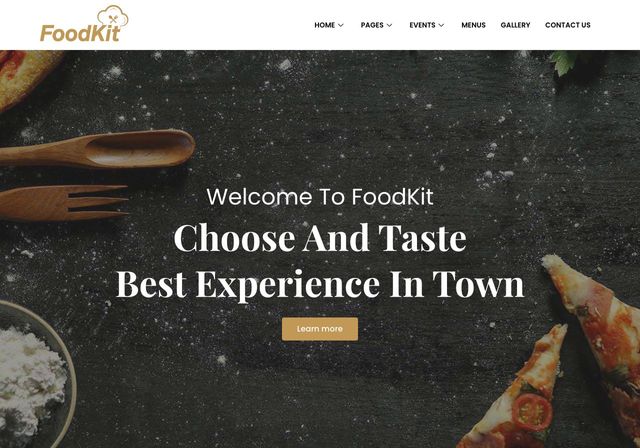 FoodKit
HOME
PAGES
EVENTS
MENUS
GALLERY
CONTACT US
Welcome To FoodKit
Choose And Taste
Best Experience In Town
Learn more